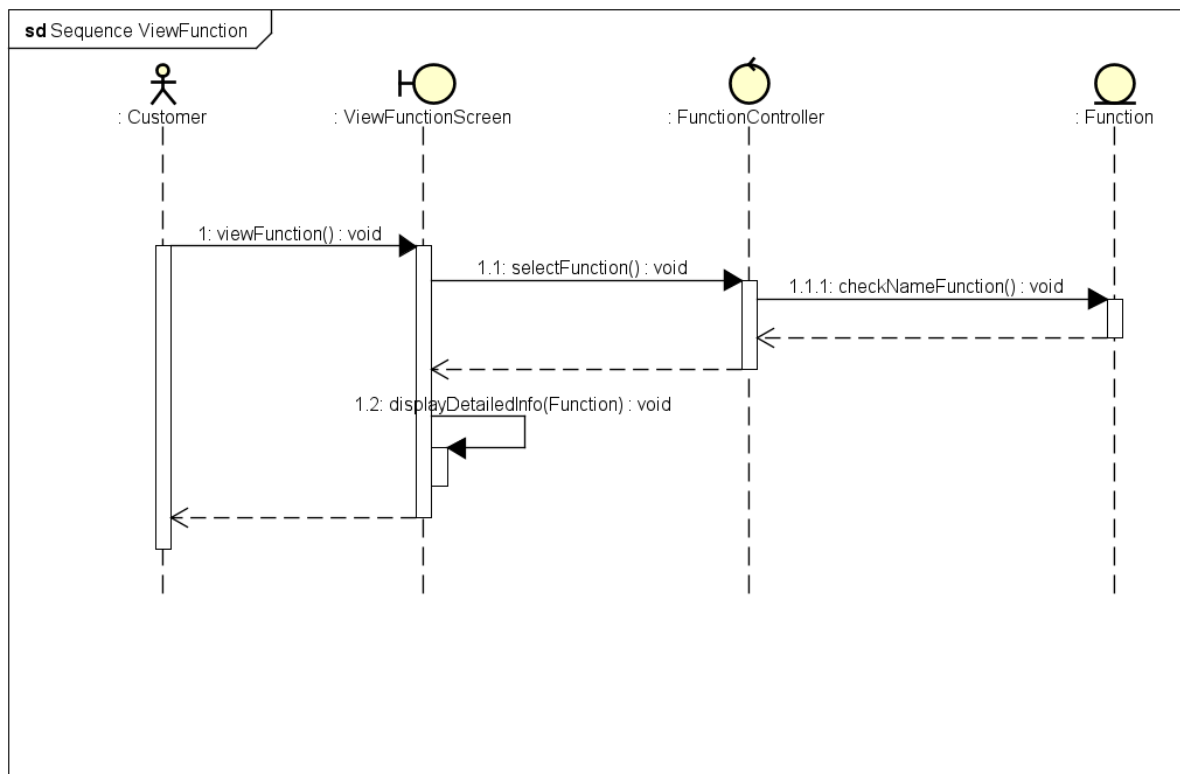 sd Sequence ViewFunction
: Customer
: ViewFunctionScreen
: FunctionController
: Function
1: viewFunction() : void
1.1: selectFunction() : void
1.1.1: checkNameFunction() : void
1.2: displayDetailedInfo(Function) : void